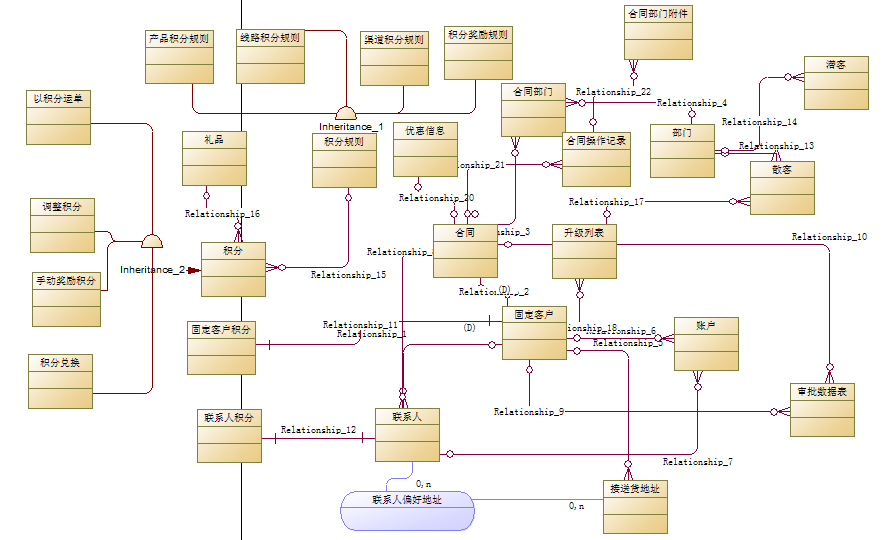 合同部门附件
产品积分规则
线路积分规则
渠道积分规则
积分奖励规则
潜客
以积分运单
合同部门
Relationship_22
Relationship_4
Relationship_14
Inheritance_1
礼品
积分规则
优惠信息
合同操作记录
部门
Relationship_13
ionship_21
散客
Relationship_20
Relationship_17
调整积分
Relationship_16
合同
nship_3
升级列表
Relationship_10
积分
Inheritance_2
Relationship_15
手动奖励积分
(D)
固定客户
固定客户积分
Relationship_11
Relationship_1
(D)
账户
积分兑换
审批数据表
联系人积分
联系人
Relationship_9
Relationship_12
Relationship_7
0,n
联系人偏好地址
0,n
接送货地址